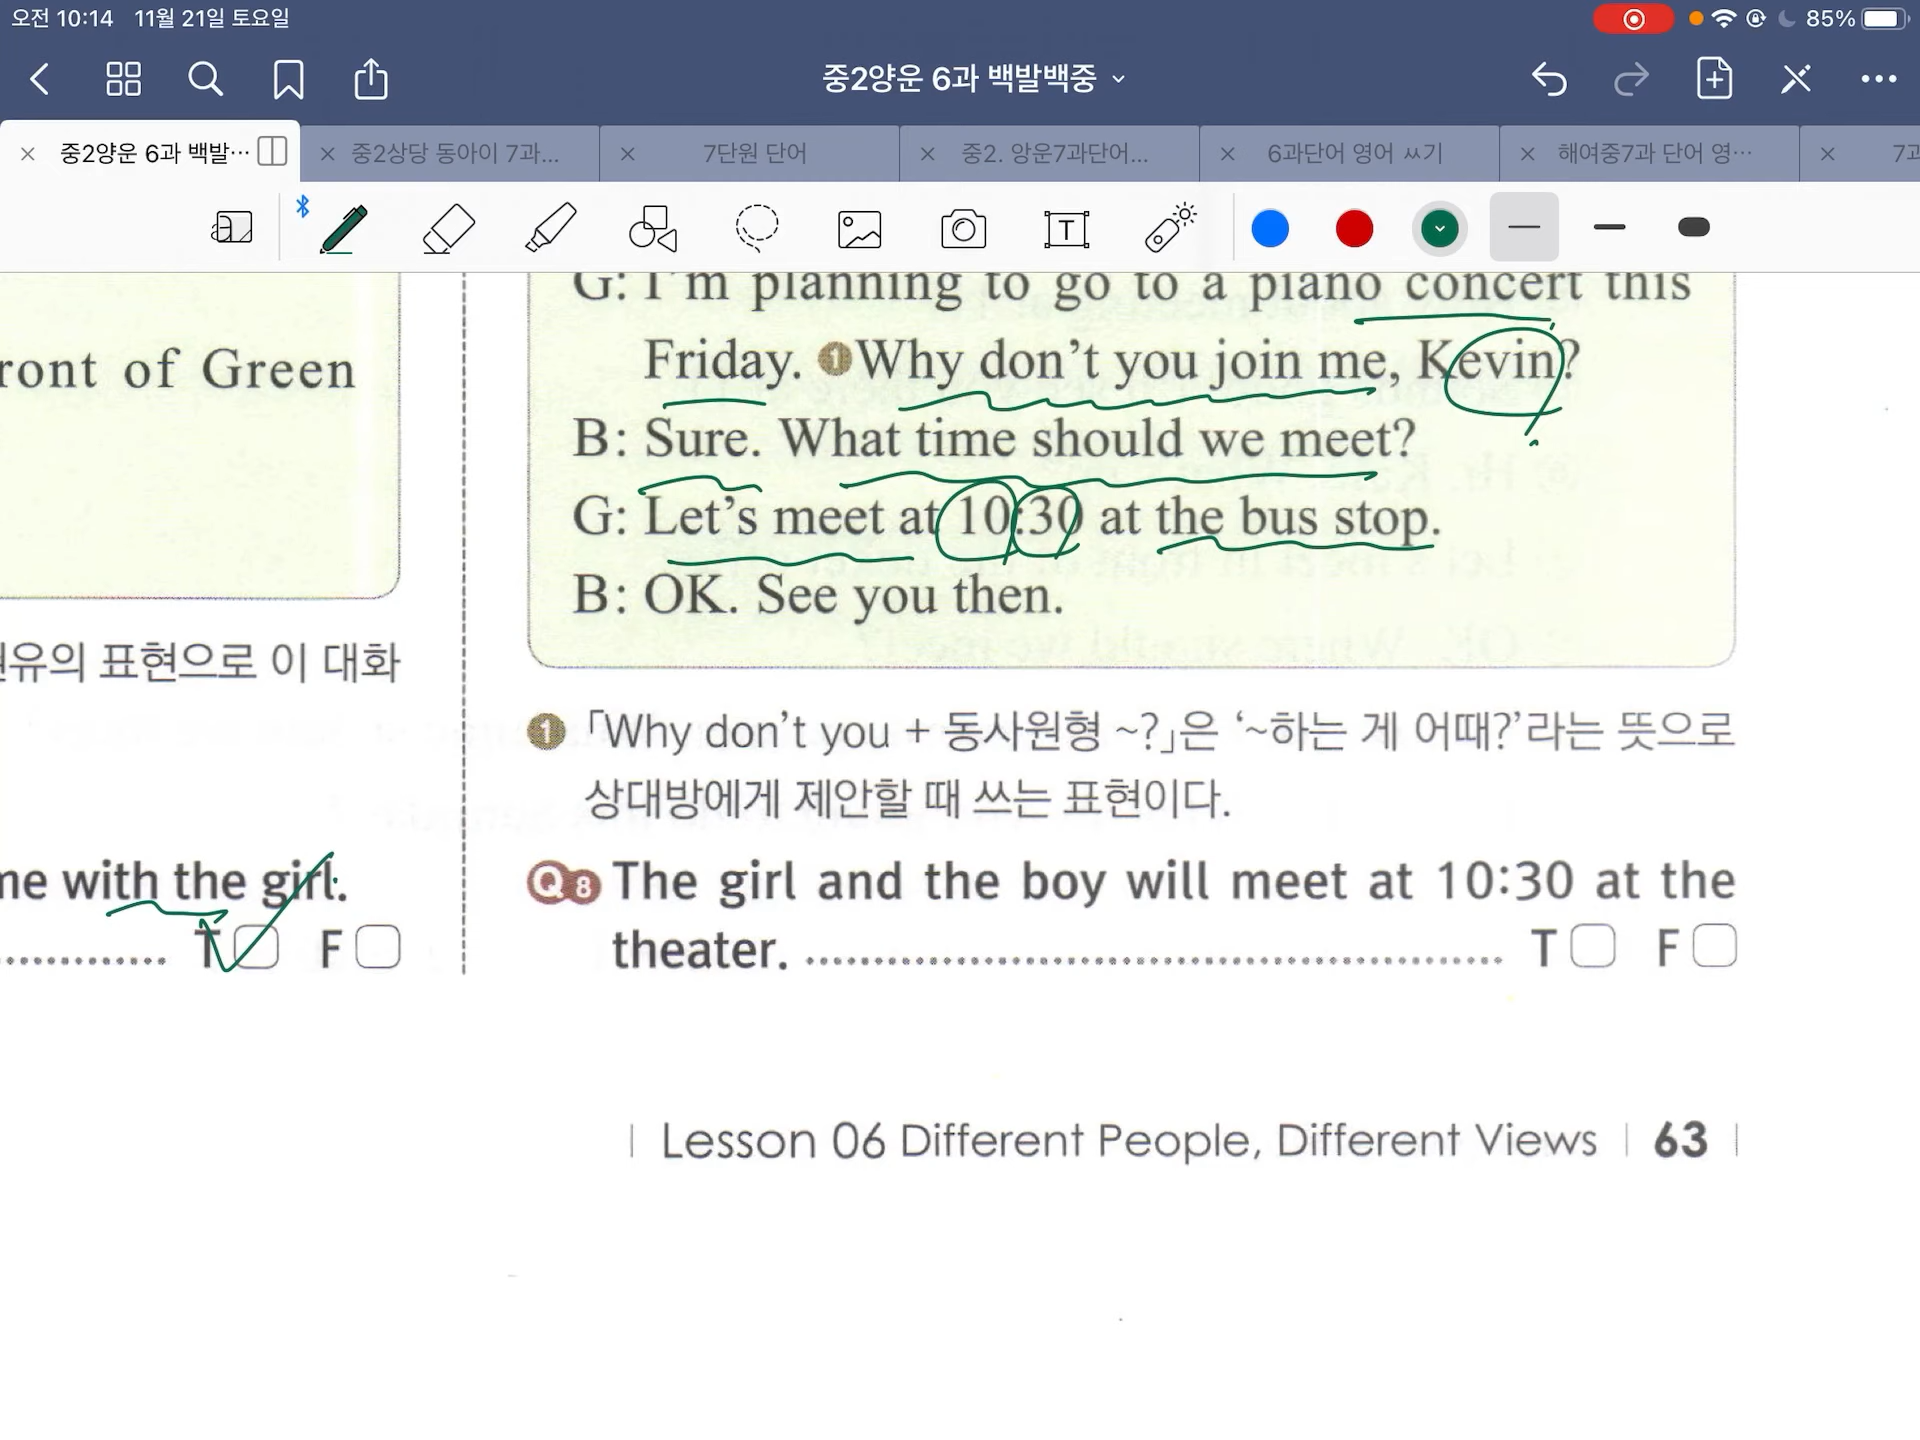 오전 10:14 11월 21일 토요일 85%
중2양운 6과 백발백중
중2양운 6과 백발··· 중2상당 동아이 7과... 7단원 단어 중2. 앙운7과단어... 6과단어 영어 ㅆ기 해여중7과 단어 영··· 7과
T
ront of Green
유의 표현으로 이 대화
me with the girl.
T F
G: I'm planning to go to a piano concert this
Friday. ❶Why don't you join me, Kevin?
B: Sure. What time should we meet?
G: Let's meet at 10:30 at the bus stop.
B: OK. See you then.
❶ 「Why don't you + 동사원형 ~?」은 '~하는 게 어때?'라는 뜻으로
상대방에게 제안할 때 쓰는 표현이다.
Q8 The girl and the boy will meet at 10:30 at the
theater. T F
Lesson 06 Different People, Different Views 63